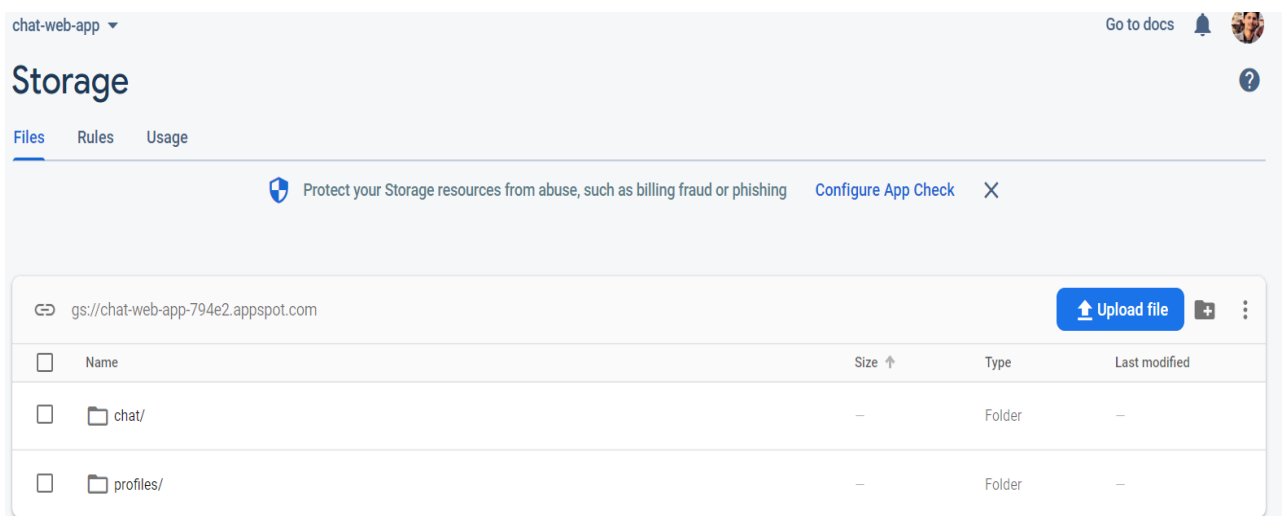 chat-web-app
Go to docs
Storage
Files Rules Usage
Protect your Storage resources from abuse, such as billing fraud or phishing Configure App Check
gs://chat-web-app-794e2.appspot.com Upload file
Name Size Type Last modified
chat/ – Folder –
profiles/ – Folder –